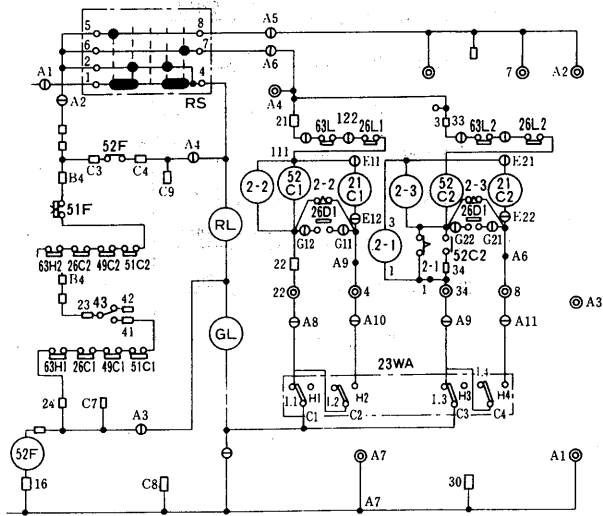 5 8 A5
6 7 A6
2
1 4
A1 RS 7 A2
A2 A4
21 122 3 33
63L 26L1 63L2 26L2
52F A4
C3 C4 C9
B4
111 E11 E21
51F
2-2 52 C1 2-2 21 C1 2-3 52 C2 2-3 21 C2
26D1 E12 26D1 E22
G12 G11 G22 G21
RL 3
2-1 52C2
63H2 26C2 49C2 51C2
B4
22 A9 1 2-1 34 A6
1
23 43 42
41
22 4 34 8
A3
A8 A10 A9 A11
GL
63H1 26C1 49C1 51C1
23WA
H1 H2 H3 H4
1.1 1.2 1.3 1.4
C1 C2 C3 C4
24 C7 A3
52F
16 C8 A7 30 A1
A7